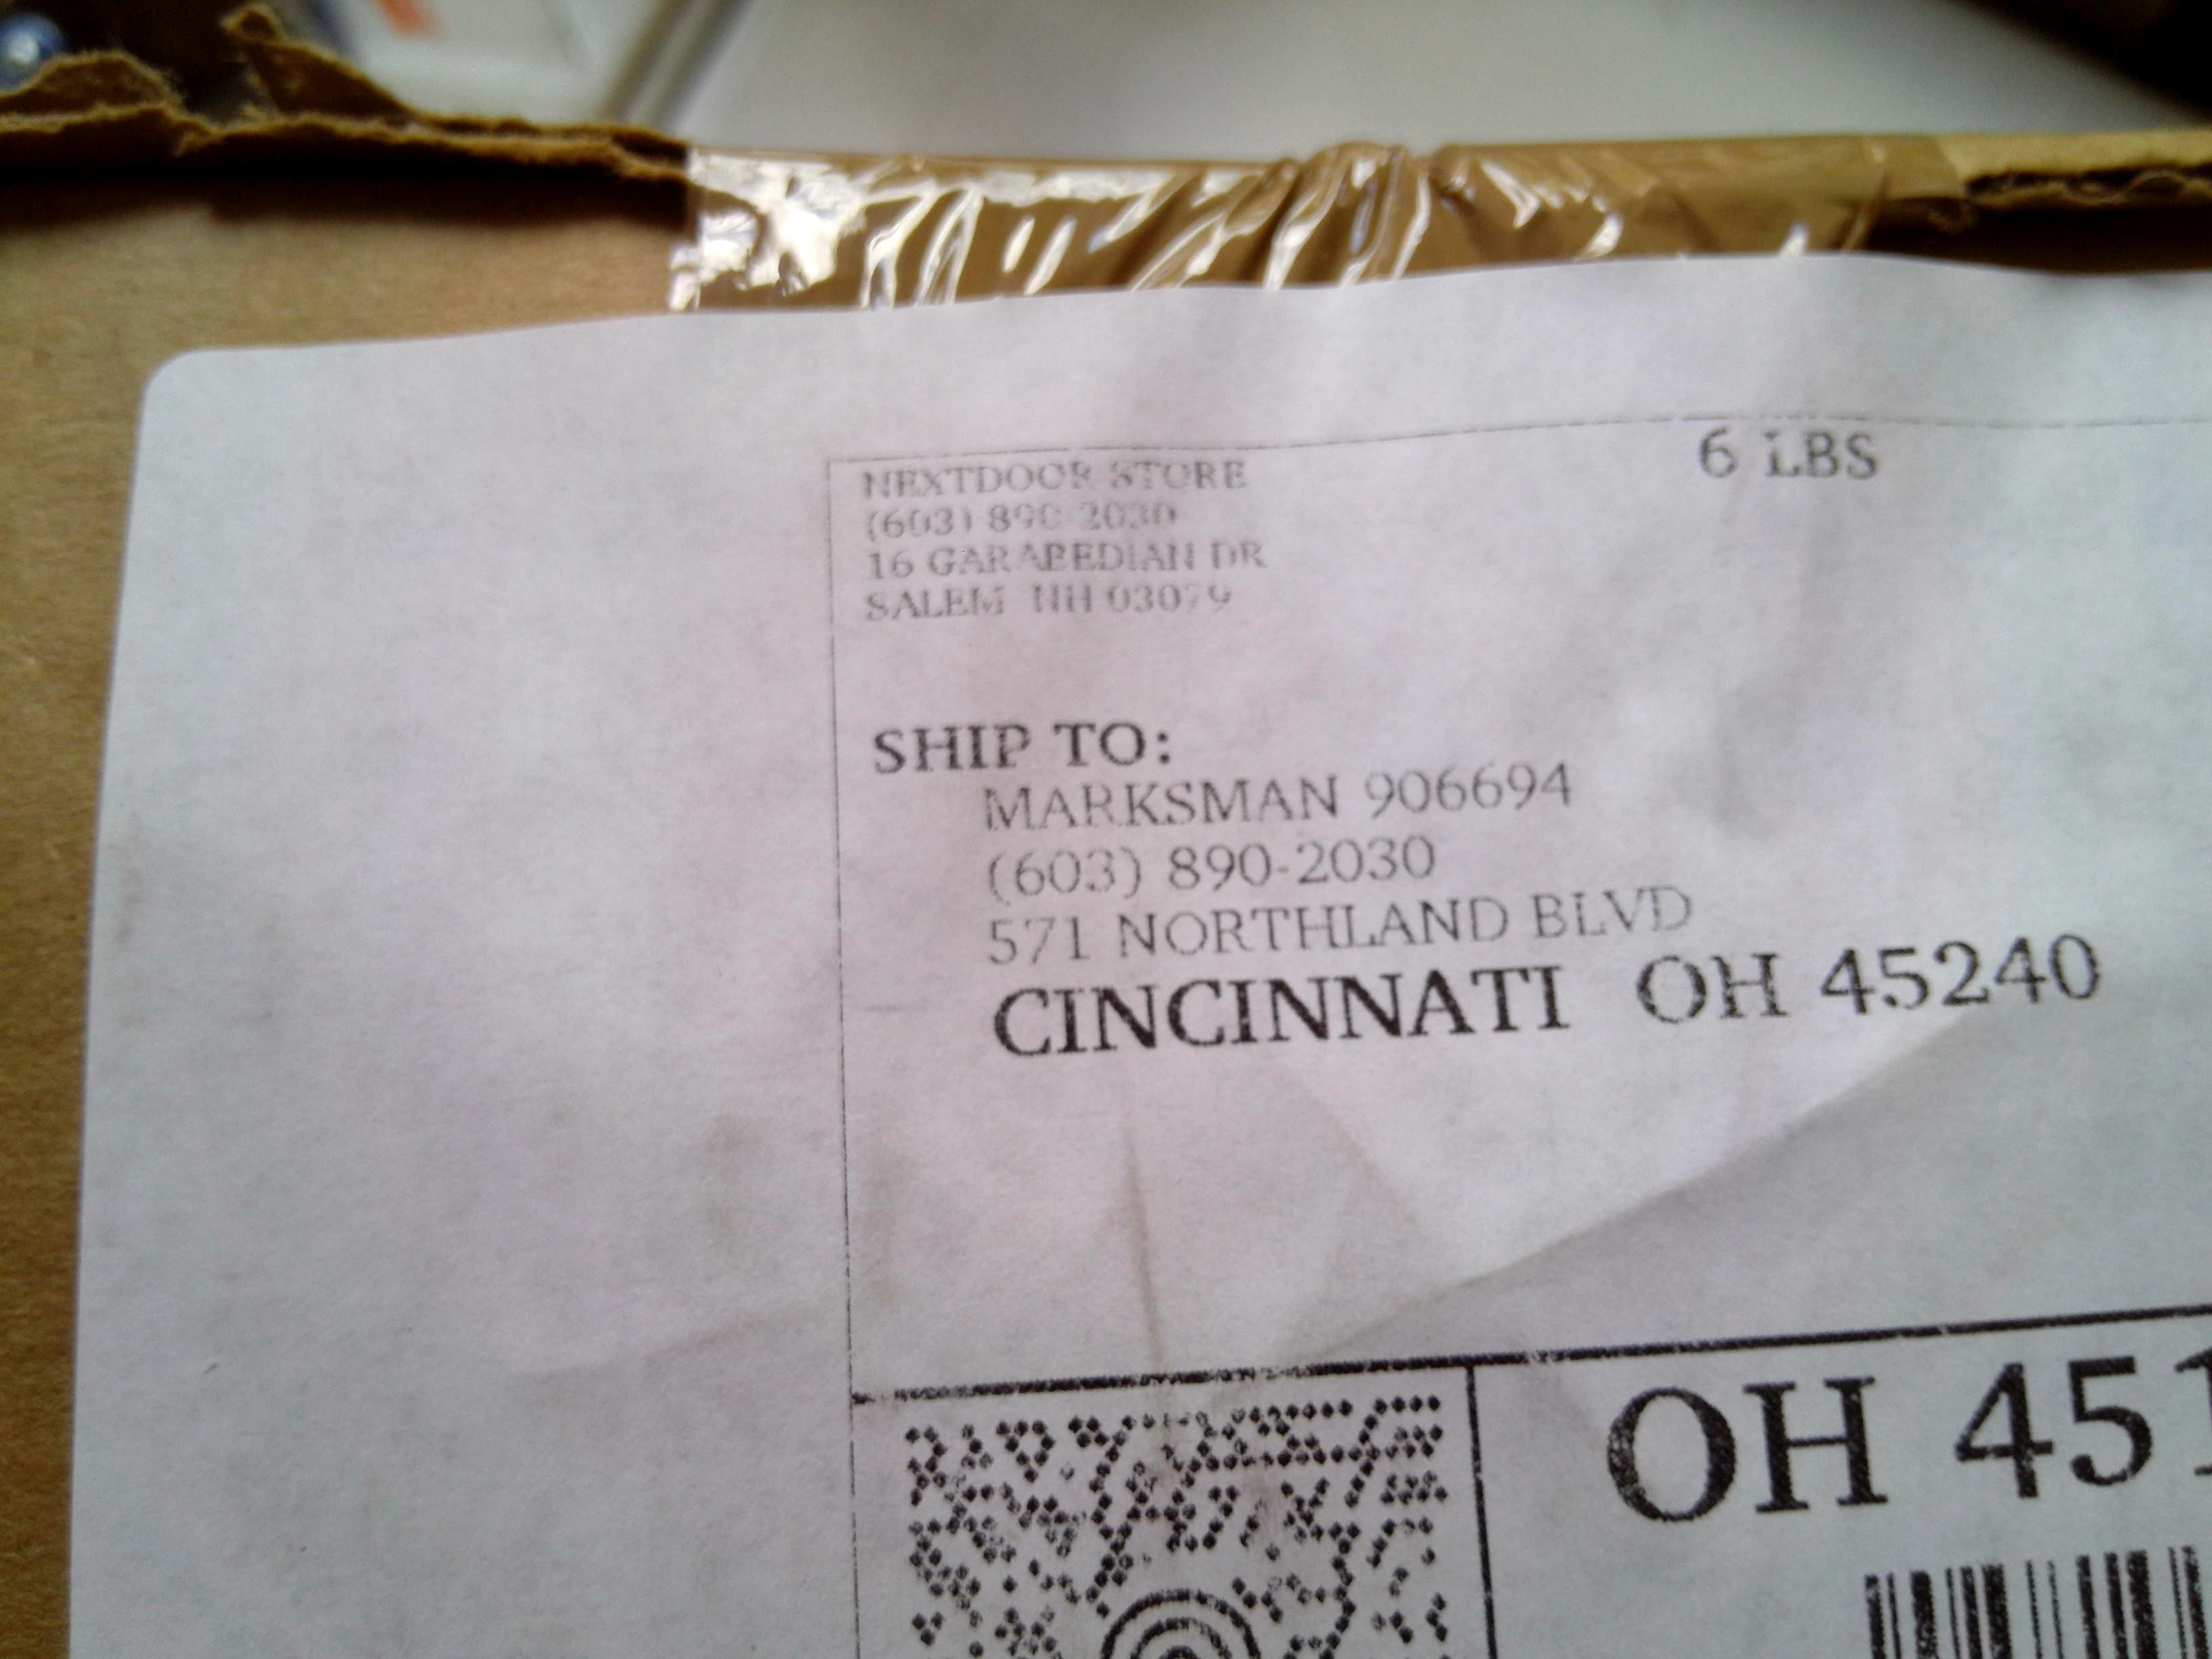 NEXTDOOR STORE
(603) 890-2030
16 GARABEDIAN DR
SALEM NH 03079
6 LBS
SHIP TO:
MARKSMAN 906694
(603) 890-2030
571 NORTHLAND BLVD
CINCINNATI OH 45240
OH 451